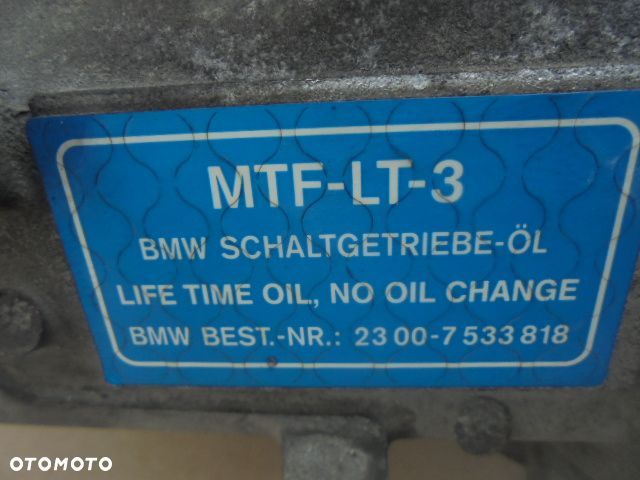 MTF-LT-3
BMW SCHALTGETRIEBE-ÖL
LIFE TIME OIL, NO OIL CHANGE
BMW BEST.-NR.: 23 00-7 533 818
OTOMOTO